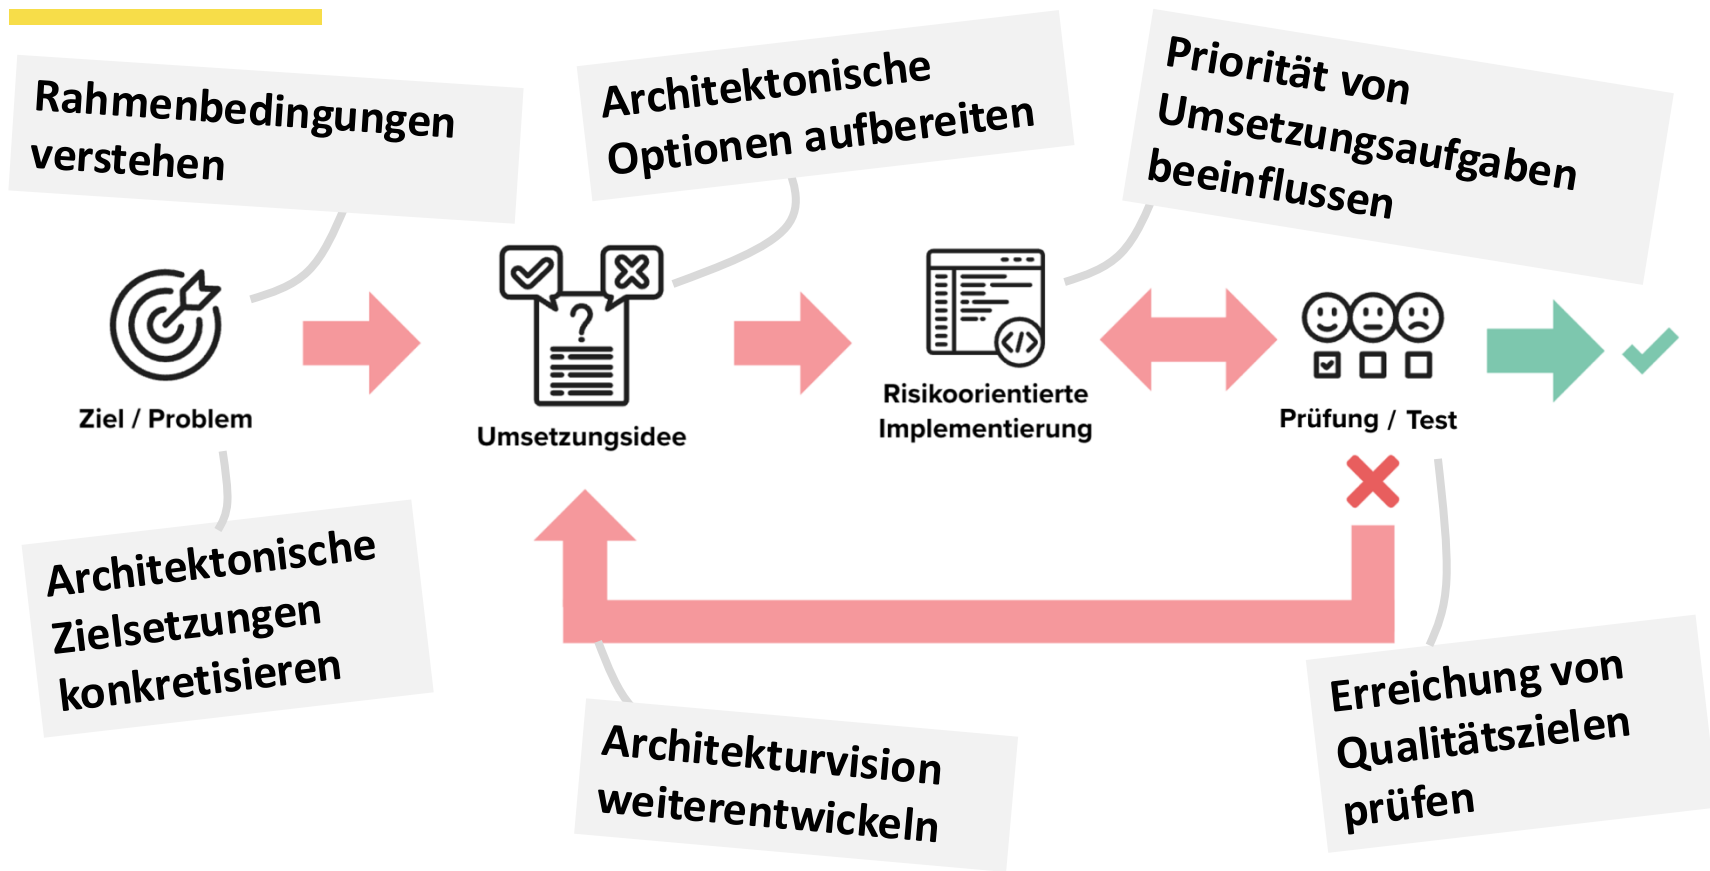 Rahmenbedingungen
verstehen
Architektonische
Optionen aufbereiten
Priorität von
Umsetzungsaufgaben
beeinflussen
?
</>
Ziel / Problem
Umsetzungsidee
Risikoorientierte
Implementierung
Prüfung / Test
Architektonische
Zielsetzungen
konkretisieren
Architekturvision
weiterentwickeln
Erreichung von
Qualitätszielen
prüfen